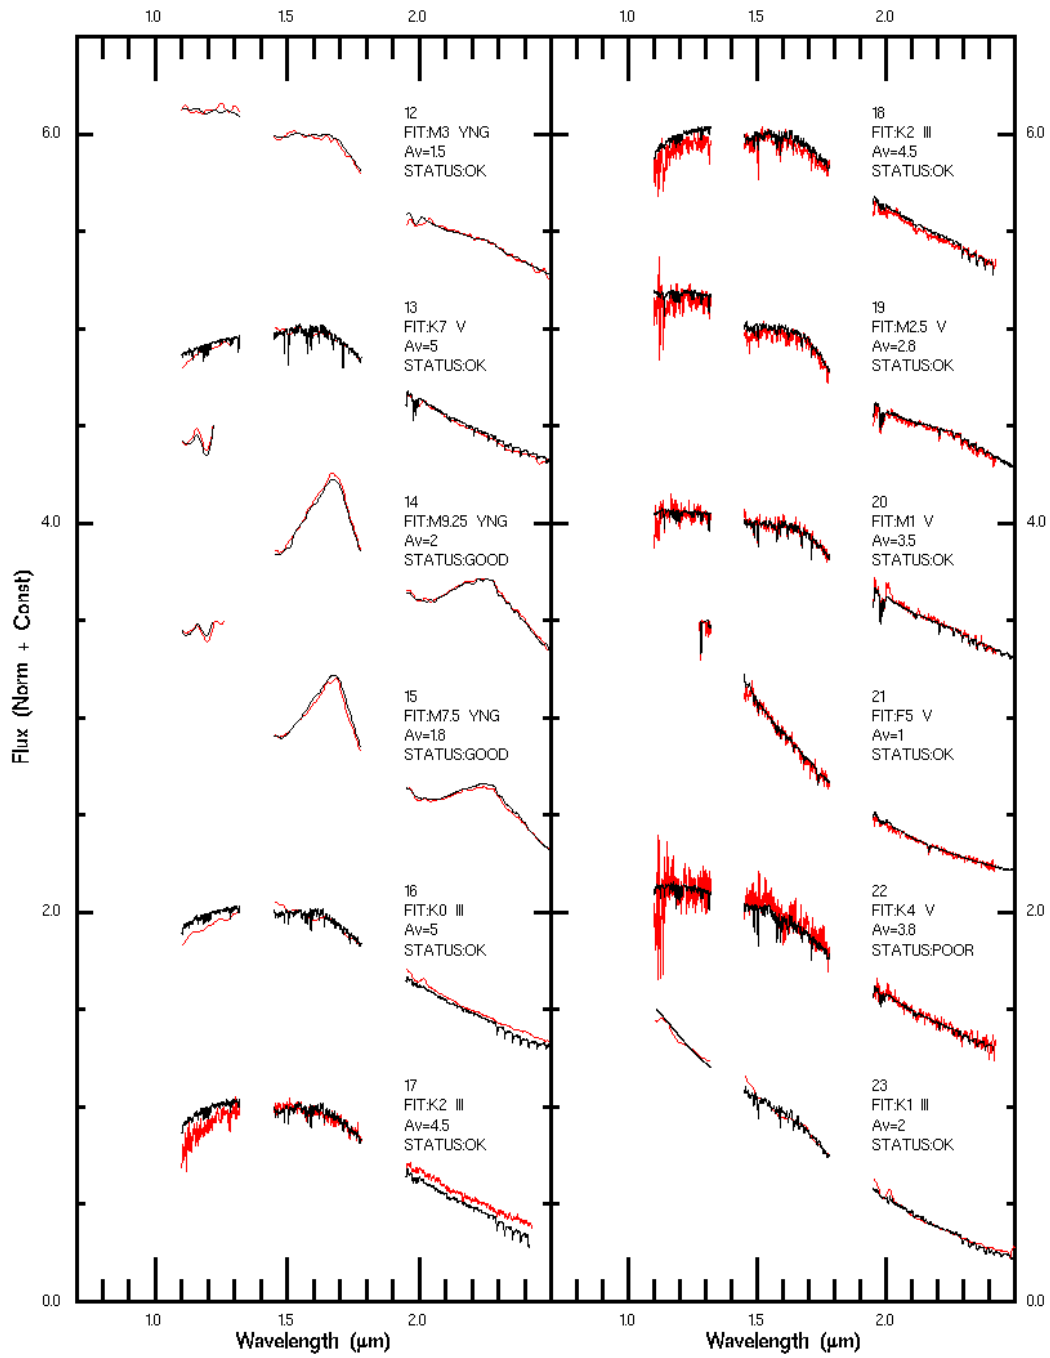 1.0 1.5 2.0 1.0 1.5 2.0
6.0
4.0
2.0
0.0
Flux (Norm + Const)
12
FIT:M3 YNG
Av=1.5
STATUS:OK
13
FIT:K7 V
Av=5
STATUS:OK
14
FIT:M9.25 YNG
Av=2
STATUS:GOOD
15
FIT:M7.5 YNG
Av=1.8
STATUS:GOOD
16
FIT:K0 III
Av=5
STATUS:OK
17
FIT:K2 III
Av=4.5
STATUS:OK
18
FIT:K2 III
Av=4.5
STATUS:OK
19
FIT:M2.5 V
Av=2.8
STATUS:OK
20
FIT:M1 V
Av=3.5
STATUS:OK
21
FIT:F5 V
Av=1
STATUS:OK
22
FIT:K4 V
Av=3.8
STATUS:POOR
23
FIT:K1 III
Av=2
STATUS:OK
6.0
4.0
2.0
0.0
1.0 1.5 2.0 1.0 1.5 2.0
Wavelength (μm) Wavelength (μm)